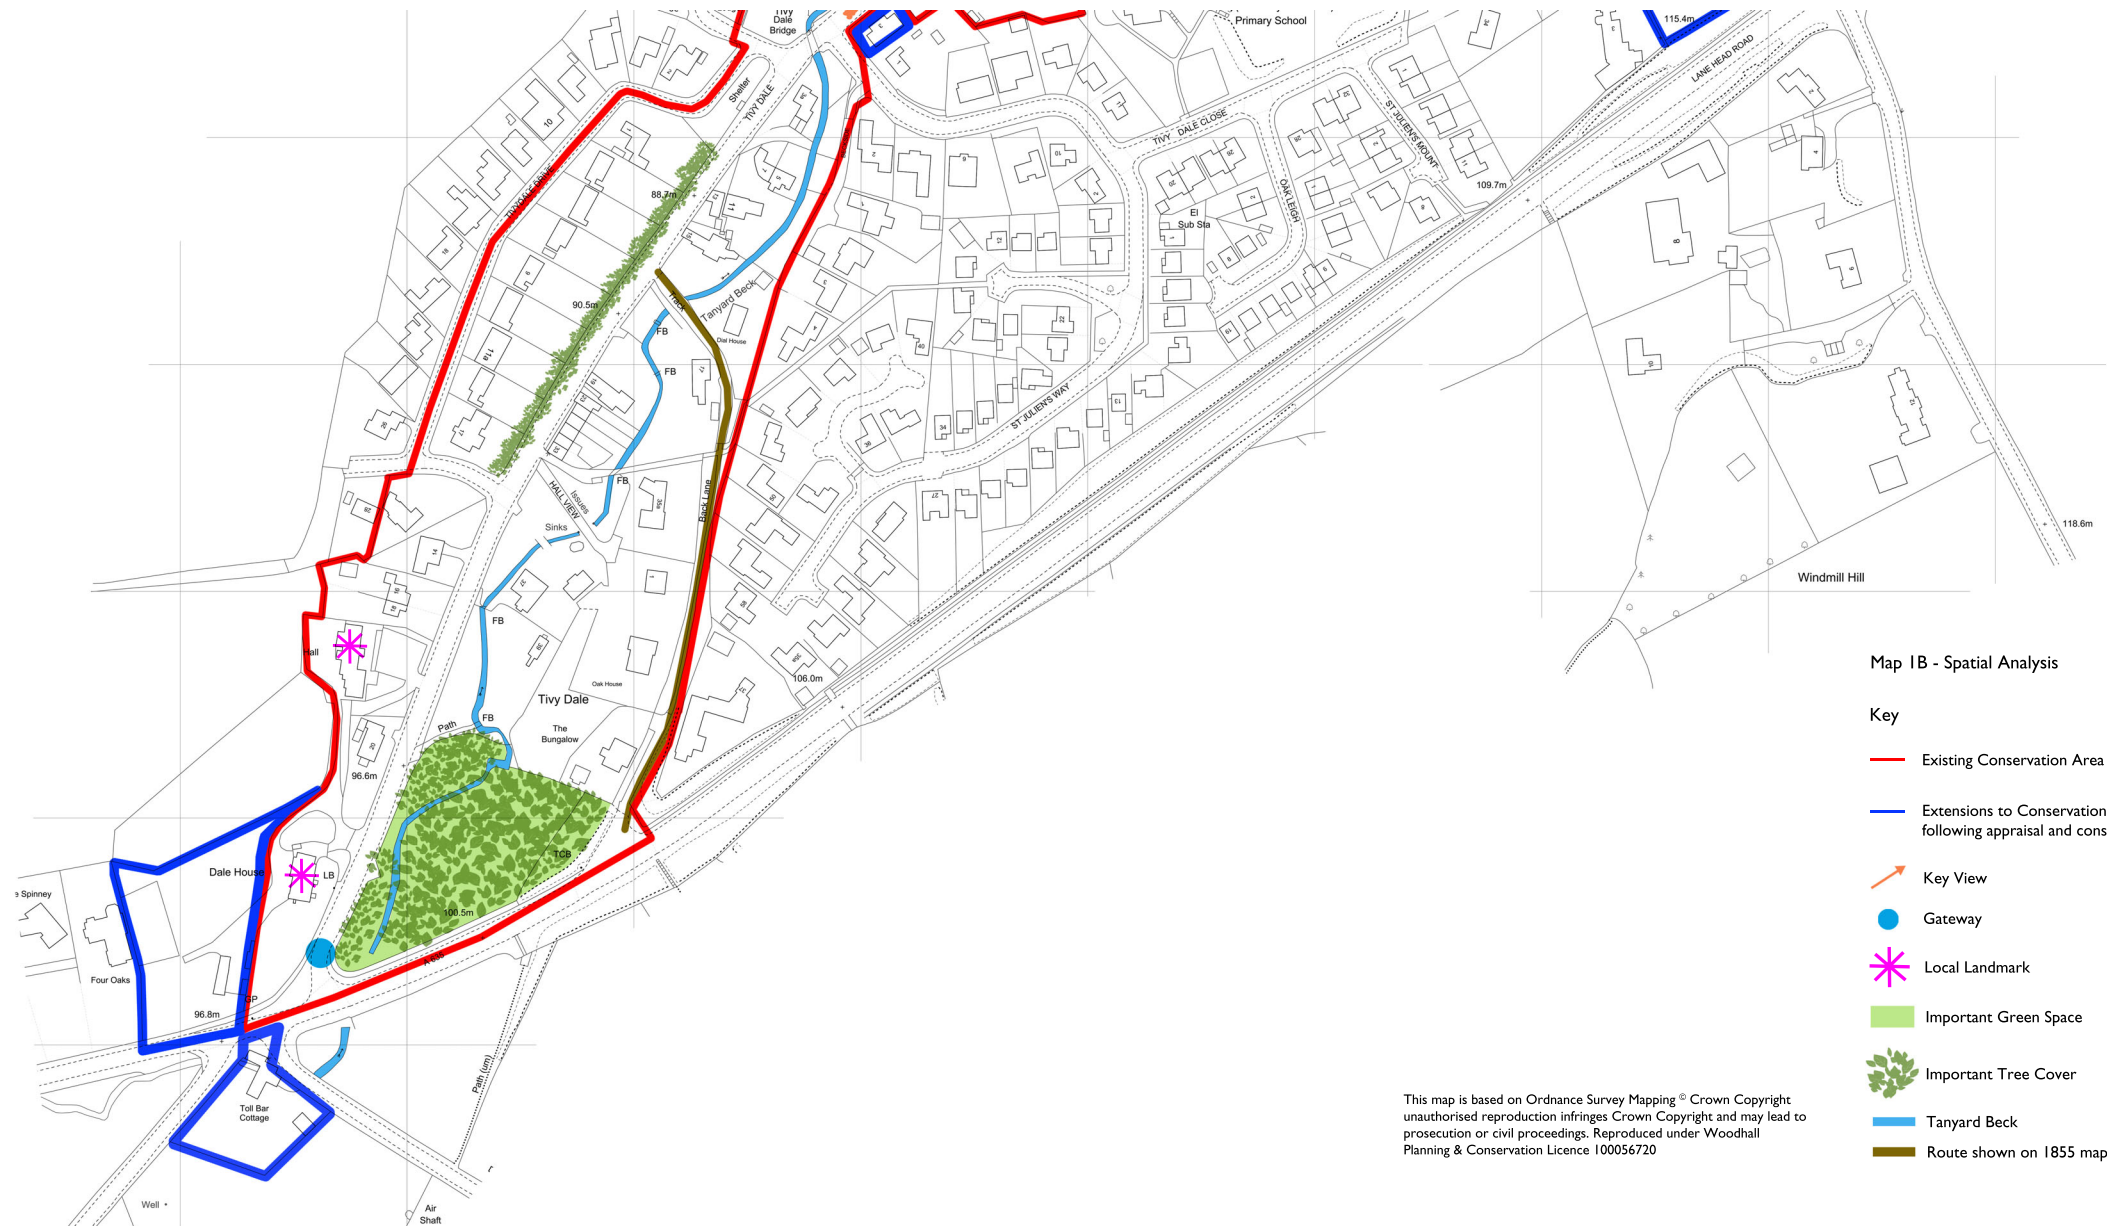 Tivy
Dale
Bridge
Primary School
34
3
115.4m
LANE HEAD ROAD
Shelter
TIVY DALE
TIVY DALE CLOSE
ST JULIEN'S MOUNT
OAK LEIGH
10
TIVYDALE DRIVE
88.7m
109.7m
El
Sub Sta
Tanyard Beck
Track
90.5m
FB
Dial House
FB
11a
ST JULIEN'S WAY
FB
Back Lane
HALL VIEW
Issues
Sinks
118.6m
Windmill Hill
FB
Hall
106.0m
Oak House
Tivy Dale
FB
Path
The
Bungalow
96.6m
TCB
Dale House
LB
e Spinney
100.5m
A 635
Four Oaks
GP
96.8m
Path (um)
Toll Bar
Cottage
Well
Air
Shaft
Map 1B - Spatial Analysis
Key
Existing Conservation Area
Extensions to Conservation
following appraisal and cons
Key View
Gateway
Local Landmark
Important Green Space
Important Tree Cover
Tanyard Beck
Route shown on 1855 map
This map is based on Ordnance Survey Mapping © Crown Copyright
unauthorised reproduction infringes Crown Copyright and may lead to
prosecution or civil proceedings. Reproduced under Woodhall
Planning & Conservation Licence 100056720